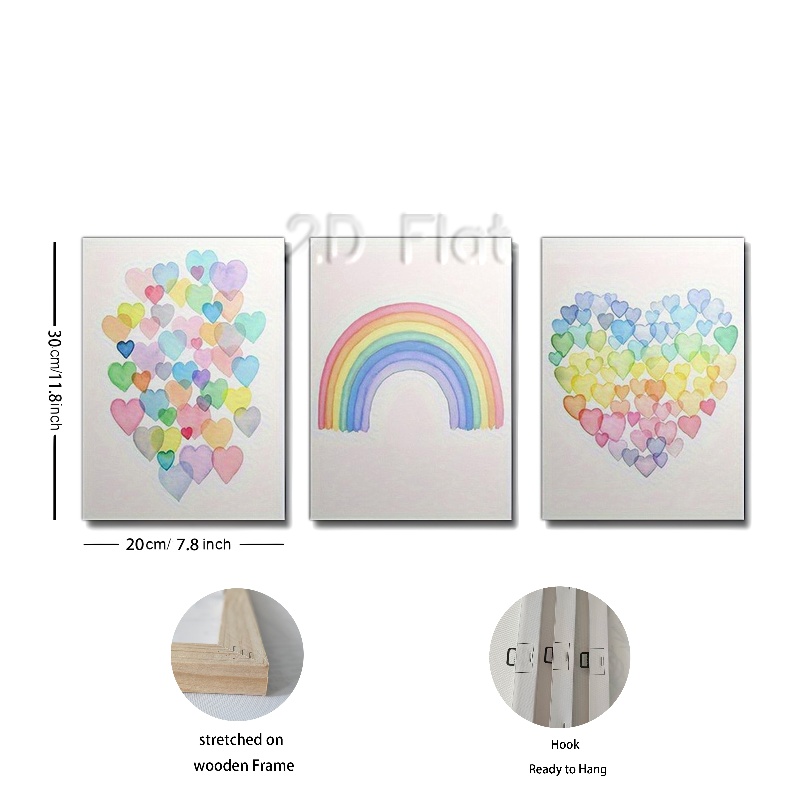 2D Flat
30cm/11.8inch
20cm/ 7.8 inch
stretched on
wooden Frame
Hook
Ready to Hang